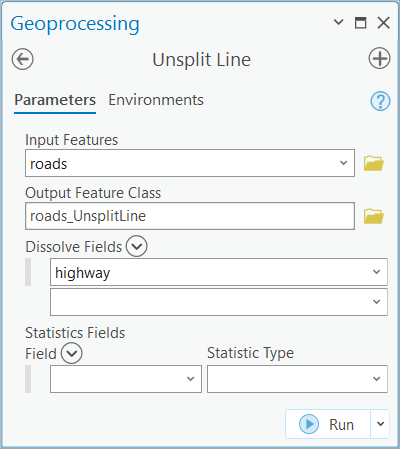 Geoprocessing
Unsplit Line
Parameters Environments
Input Features
roads
Output Feature Class
roads_UnsplitLine
Dissolve Fields
highway
Statistics Fields
Field Statistic Type
Run